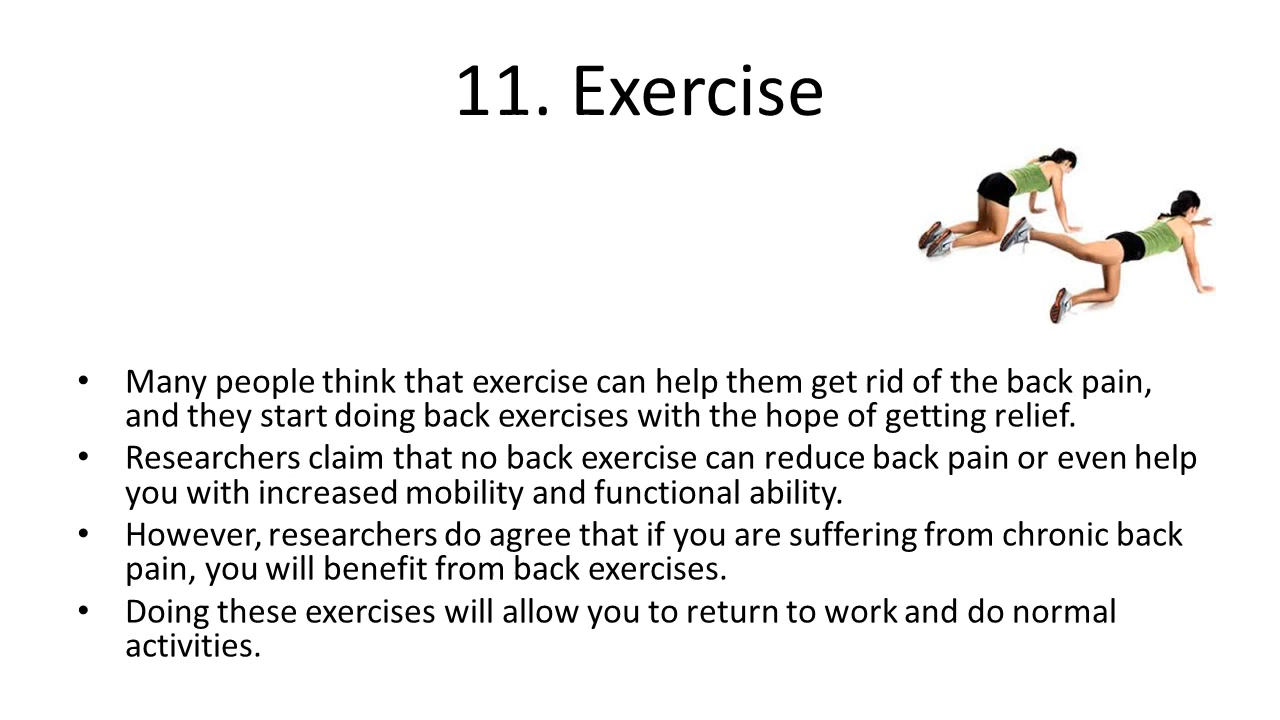 11. Exercise
• Many people think that exercise can help them get rid of the back pain,
and they start doing back exercises with the hope of getting relief.
• Researchers claim that no back exercise can reduce back pain or even help
you with increased mobility and functional ability.
• However, researchers do agree that if you are suffering from chronic back
pain, you will benefit from back exercises.
• Doing these exercises will allow you to return to work and do normal
activities.